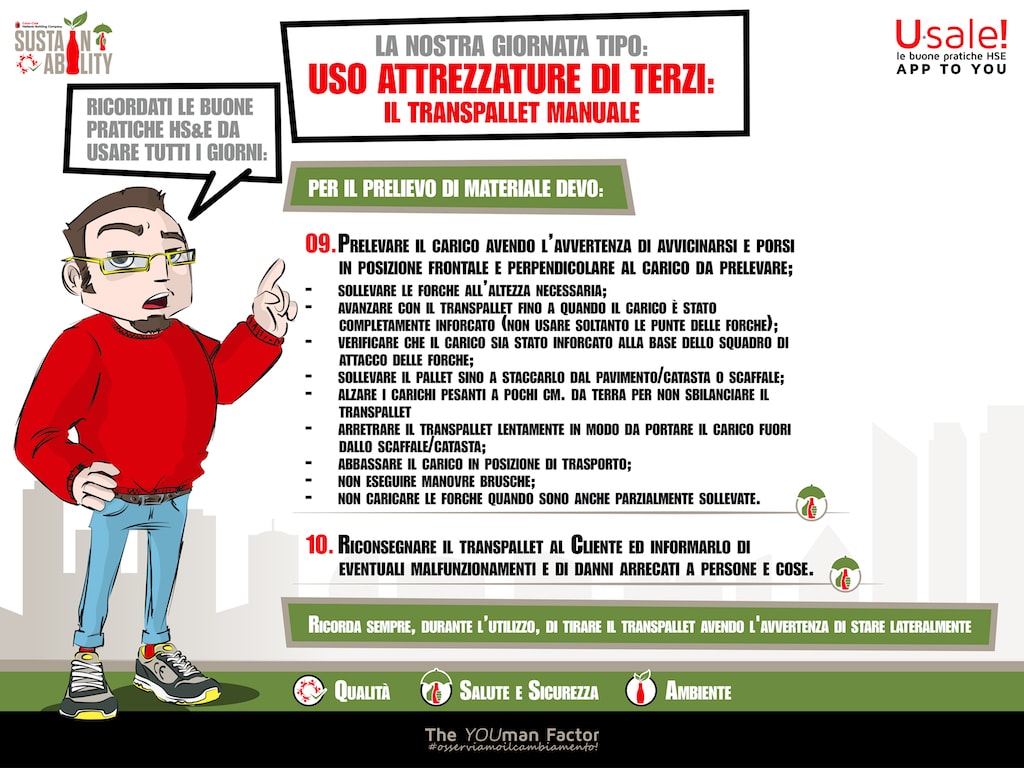 Coca-Cola
Hellenic Bottling Company
SUSTAIN
ABILITY
U·sale!
le buone pratiche HSE
APP TO YOU
LA NOSTRA GIORNATA TIPO:
USO ATTREZZATURE DI TERZI:
IL TRANSPALLET MANUALE
RICORDATI LE BUONE
PRATICHE HS&E DA
USARE TUTTI I GIORNI:
PER IL PRELIEVO DI MATERIALE DEVO:
09. PRELEVARE IL CARICO AVENDO L'AVVERTENZA DI AVVICINARSI E PORSI
IN POSIZIONE FRONTALE E PERPENDICOLARE AL CARICO DA PRELEVARE;
- SOLLEVARE LE FORCHE ALL'ALTEZZA NECESSARIA;
- AVANZARE CON IL TRANSPALLET FINO A QUANDO IL CARICO È STATO
COMPLETAMENTE INFORCATO (NON USARE SOLTANTO LE PUNTE DELLE FORCHE);
- VERIFICARE CHE IL CARICO SIA STATO INFORCATO ALLA BASE DELLO SQUADRO DI
ATTACCO DELLE FORCHE;
- SOLLEVARE IL PALLET SINO A STACCARLO DAL PAVIMENTO/CATASTA O SCAFFALE;
- ALZARE I CARICHI PESANTI A POCHI CM. DA TERRA PER NON SBILANCIARE IL
TRANSPALLET
- ARRETRARE IL TRANSPALLET LENTAMENTE IN MODO DA PORTARE IL CARICO FUORI
DALLO SCAFFALE/CATASTA;
- ABBASSARE IL CARICO IN POSIZIONE DI TRASPORTO;
- NON ESEGUIRE MANOVRE BRUSCHE;
- NON CARICARE LE FORCHE QUANDO SONO ANCHE PARZIALMENTE SOLLEVATE.
10. RICONSEGNARE IL TRANSPALLET AL CLIENTE ED INFORMARLO DI
EVENTUALI MALFUNZIONAMENTI E DI DANNI ARRECATI A PERSONE E COSE.
RICORDA SEMPRE, DURANTE L'UTILIZZO, DI TIRARE IL TRANSPALLET AVENDO L'AVVERTENZA DI STARE LATERALMENTE
QUALITÀ
SALUTE E SICUREZZA
AMBIENTE
The YOUman Factor
#osserviamoilcambiamento!